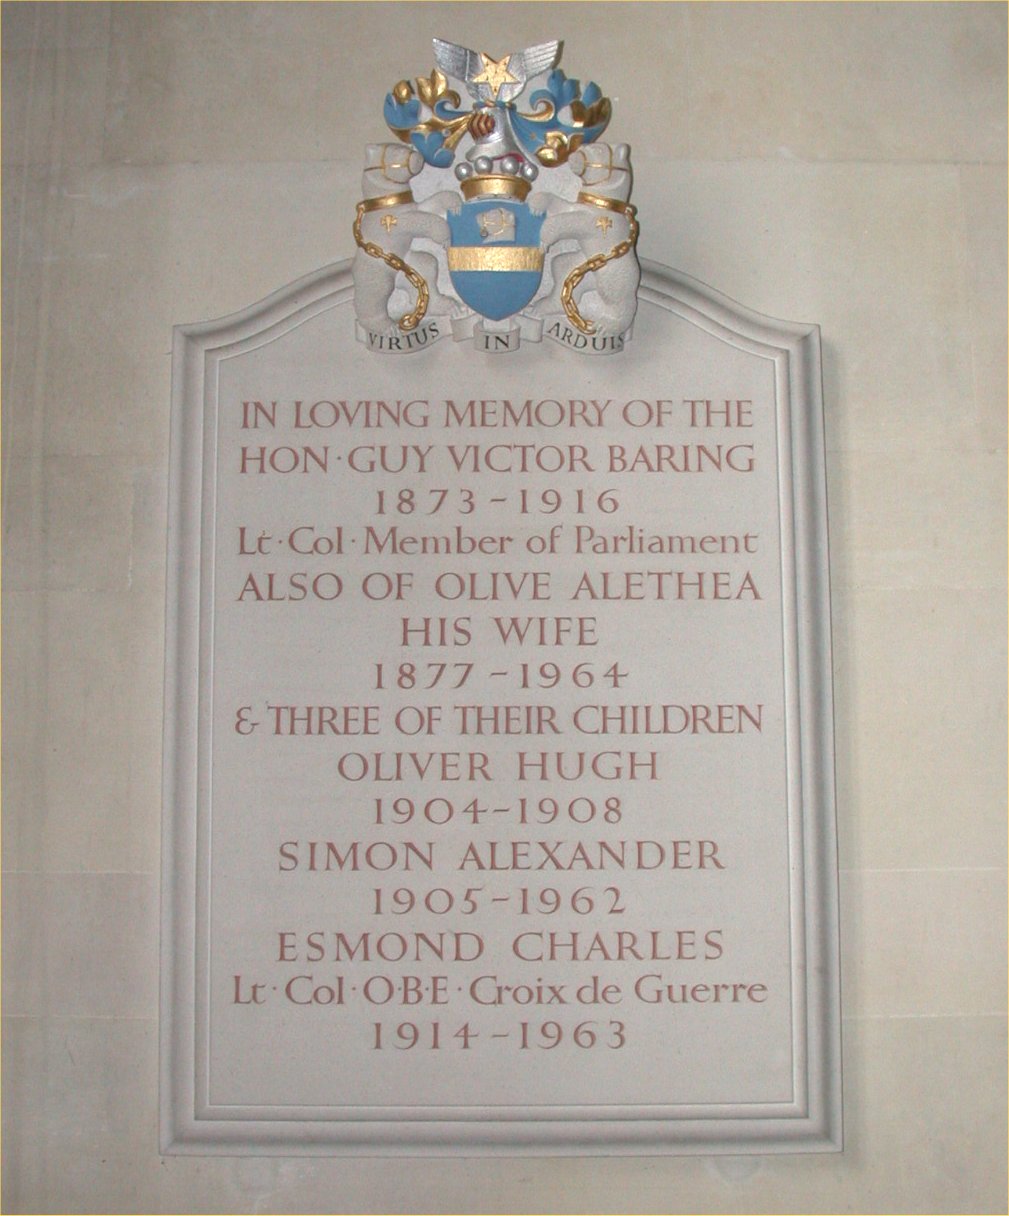 VIRTUS IN ARDUIS
IN LOVING MEMORY OF THE
HON·GUY VICTOR BARING
1873-1916
Lt·Col·Member of Parliament
ALSO OF OLIVE ALETHEA
HIS WIFE
1877-1964
& THREE OF THEIR CHILDREN
OLIVER HUGH
1904-1908
SIMON ALEXANDER
1905-1962
ESMOND CHARLES
Lt·Col·O·B·E·Croix de Guerre
1914-1963